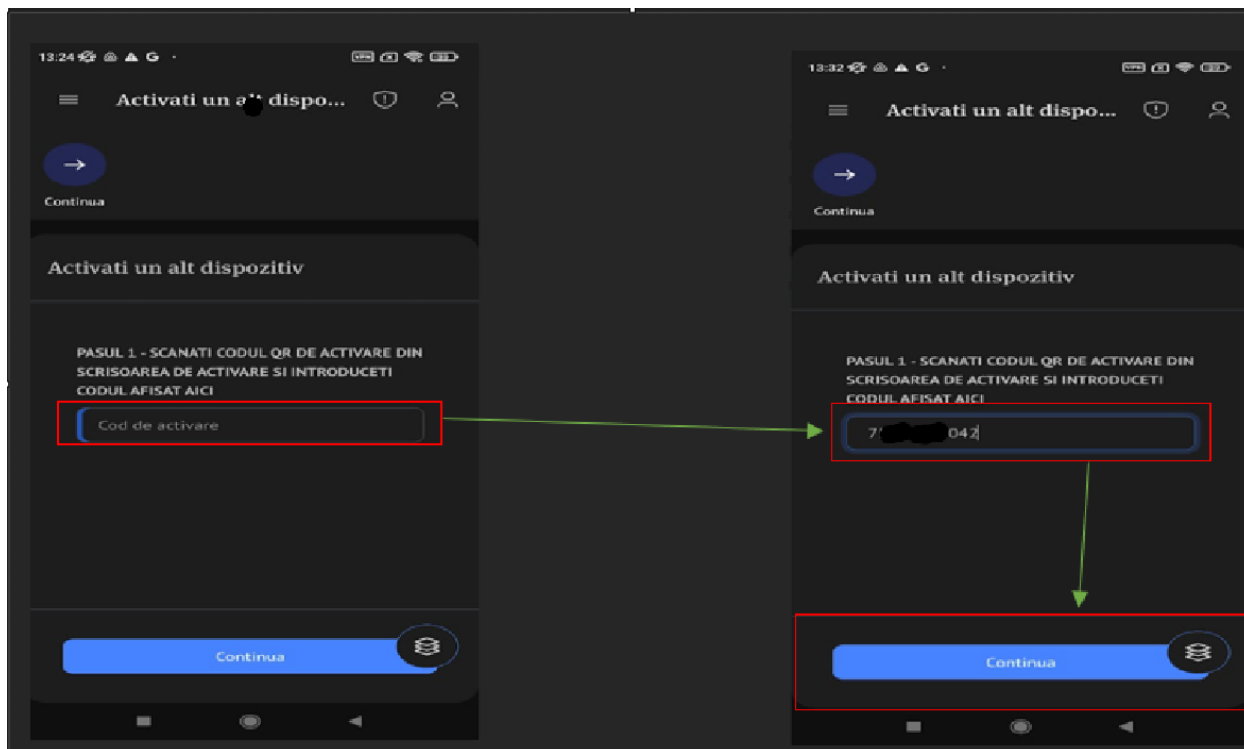 13:24
Activati un alt dispo...
Continua
Activati un alt dispozitiv
PASUL 1 - SCANATI CODUL QR DE ACTIVARE DIN
SCRISOAREA DE ACTIVARE SI INTRODUCETI
CODUL AFISAT AICI
Cod de activare
Continua
13:32
Activati un alt dispo...
Continua
Activati un alt dispozitiv
PASUL 1 - SCANATI CODUL QR DE ACTIVARE DIN
SCRISOAREA DE ACTIVARE SI INTRODUCETI
CODUL AFISAT AICI
7 042
Continua